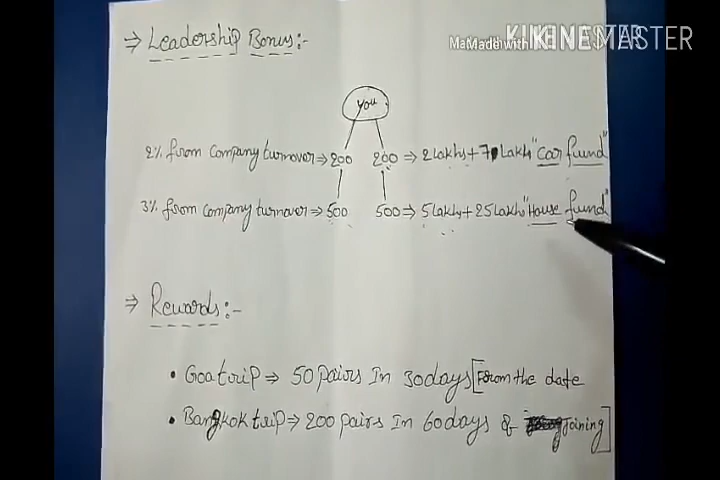 ⇒ Leadership Bonus:-
Made with KINEMASTER
you
2% from company turnover ⇒ 200 200 ⇒ 2 Lakhs + 7 Lakh "Car fund"
3% from company turnover ⇒ 500 500 ⇒ 5 Lakhs + 25 Lakhs "House fund"
⇒ Rewards:-
• Goa trip ⇒ 50 pairs In 30 days [From the date
• Bangkok trip ⇒ 200 pairs In 60 days & joining]